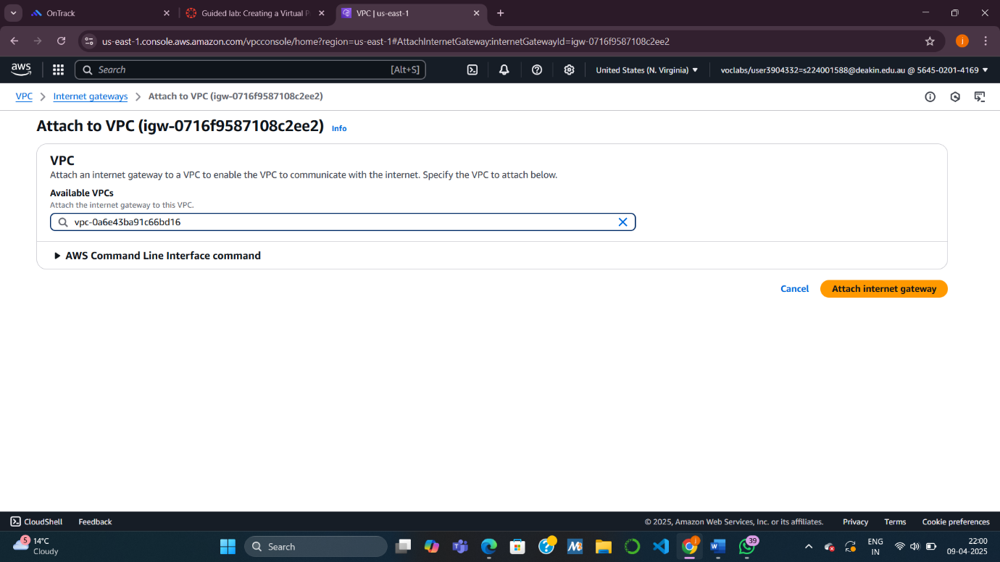 OnTrack
Guided lab: Creating a Virtual P
VPC | us-east-1
us-east-1.console.aws.amazon.com/vpcconsole/home?region=us-east-1#AttachInternetGateway:internetGatewayId=igw-0716f9587108c2ee2
j
aws
Search [Alt+S]
United States (N. Virginia)
voclabs/user3904332=s224001588@deakin.edu.au @ 5645-0201-4169
VPC
Internet gateways
Attach to VPC (igw-0716f9587108c2ee2)
Attach to VPC (igw-0716f9587108c2ee2) Info
VPC
Attach an internet gateway to a VPC to enable the VPC to communicate with the internet. Specify the VPC to attach below.
Available VPCs
Attach the internet gateway to this VPC.
vpc-0a6e43ba91c66bd16
AWS Command Line Interface command
Cancel
Attach internet gateway
CloudShell
Feedback
© 2025, Amazon Web Services, Inc. or its affiliates.
Privacy
Terms
Cookie preferences
5
14°C
Cloudy
Search
39
ENG
IN
22:00
09-04-2025